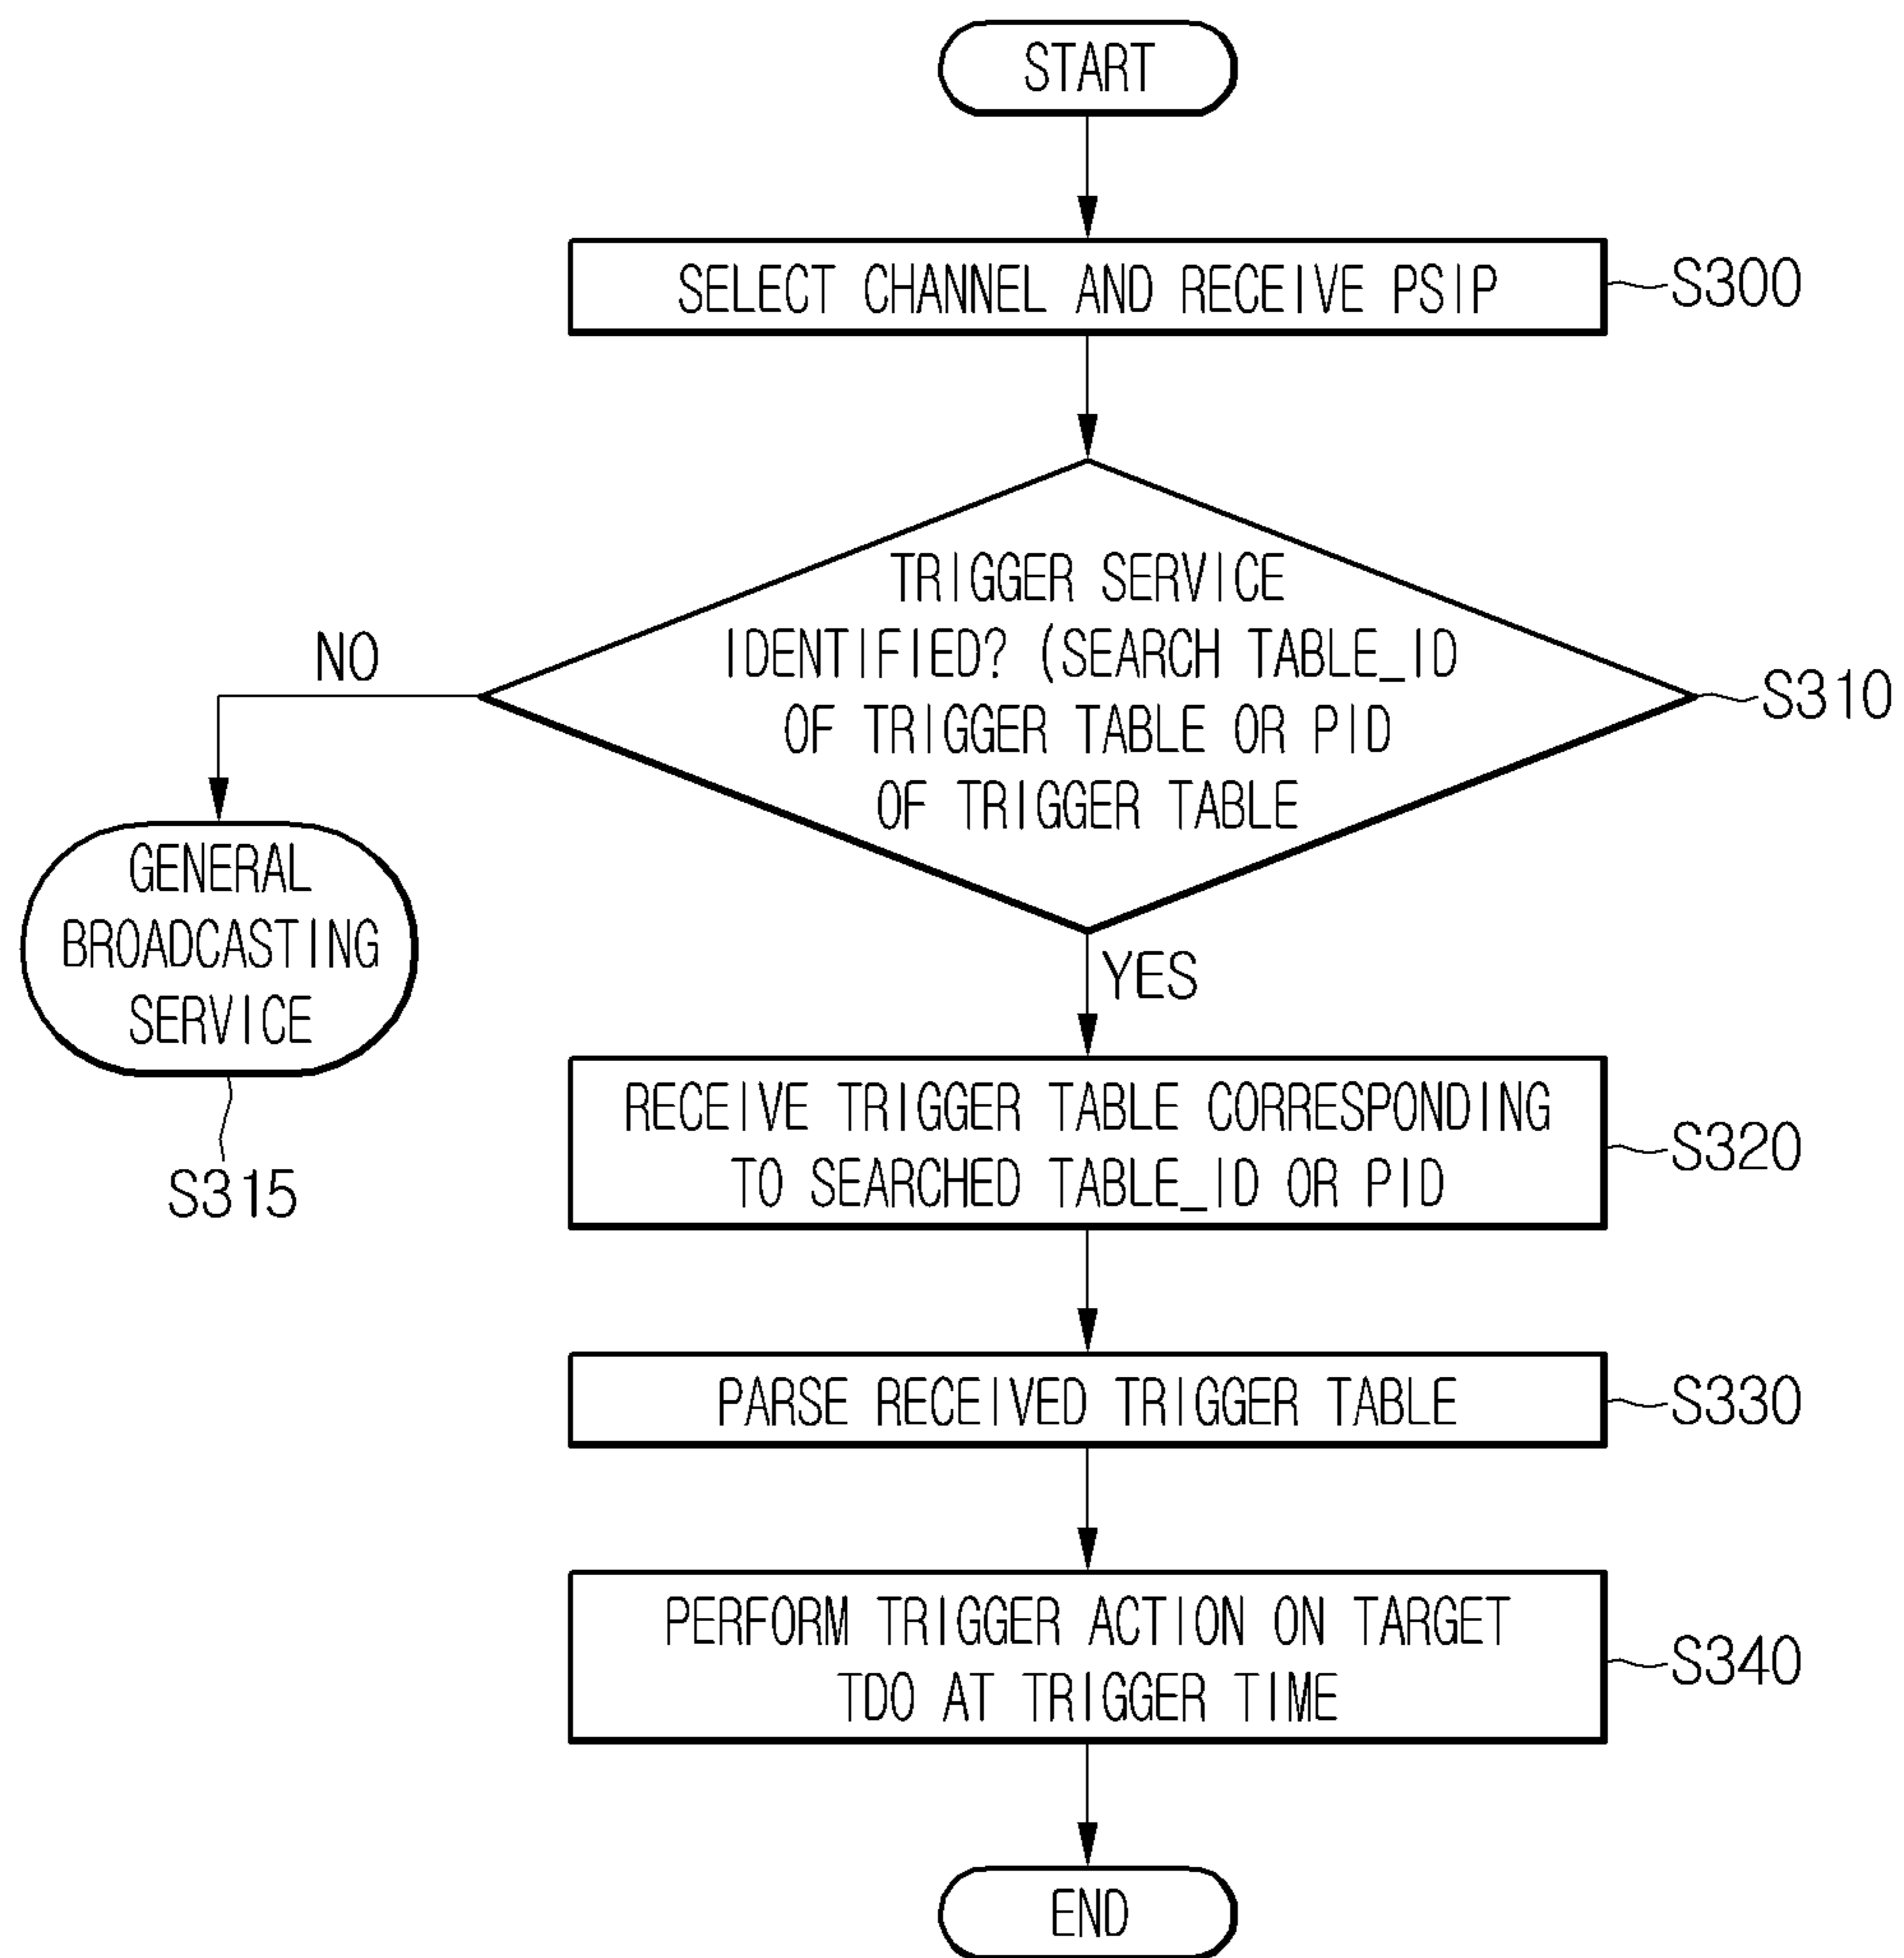 START
SELECT CHANNEL AND RECEIVE PSIP
S300
TRIGGER SERVICE
IDENTIFIED? (SEARCH TABLE_ID
OF TRIGGER TABLE OR PID
OF TRIGGER TABLE
S310
NO
GENERAL
BROADCASTING
SERVICE
S315
YES
RECEIVE TRIGGER TABLE CORRESPONDING
TO SEARCHED TABLE_ID OR PID
S320
PARSE RECEIVED TRIGGER TABLE
S330
PERFORM TRIGGER ACTION ON TARGET
TDO AT TRIGGER TIME
S340
END